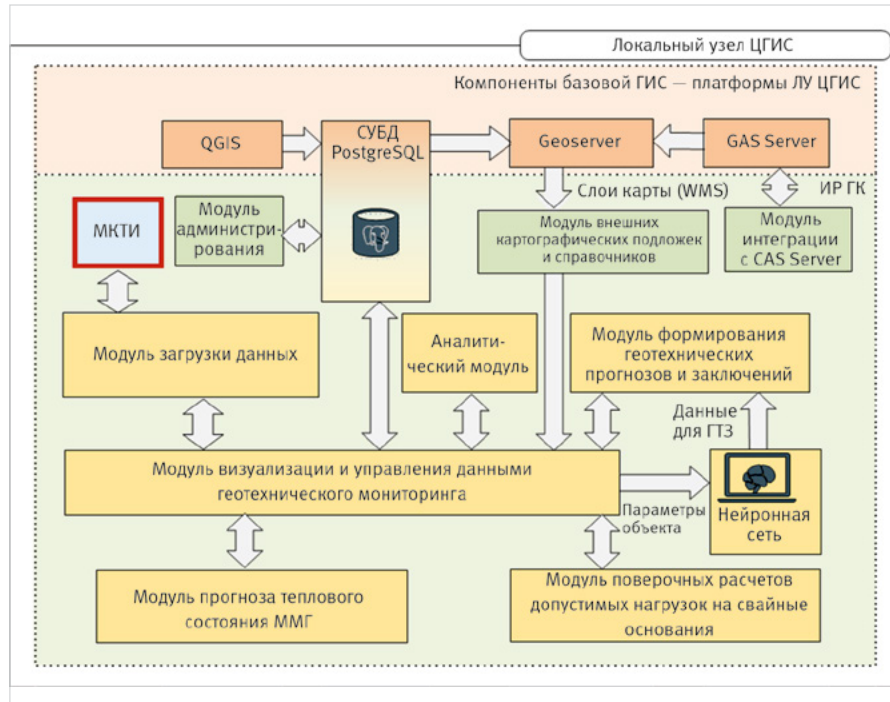 Локальный узел ЦГИС
Компоненты базовой ГИС — платформы ЛУ ЦГИС
QGIS
СУБД
PostgreSQL
Geoserver
GAS Server
Слои карты (WMS)
ИР ГК
МКТИ
Модуль
администри-
рования
Модуль внешних
картографических подложек
и справочников
Модуль
интеграции
с CAS Server
Модуль загрузки данных
Аналити-
ческий модуль
Модуль формирования
геотехнических
прогнозов и заключений
Данные
для ГТЗ
Модуль визуализации и управления данными
геотехнического мониторинга
Параметры
объекта
Нейронная
сеть
Модуль прогноза теплового
состояния ММГ
Модуль поверочных расчетов
допустимых нагрузок на свайные
основания